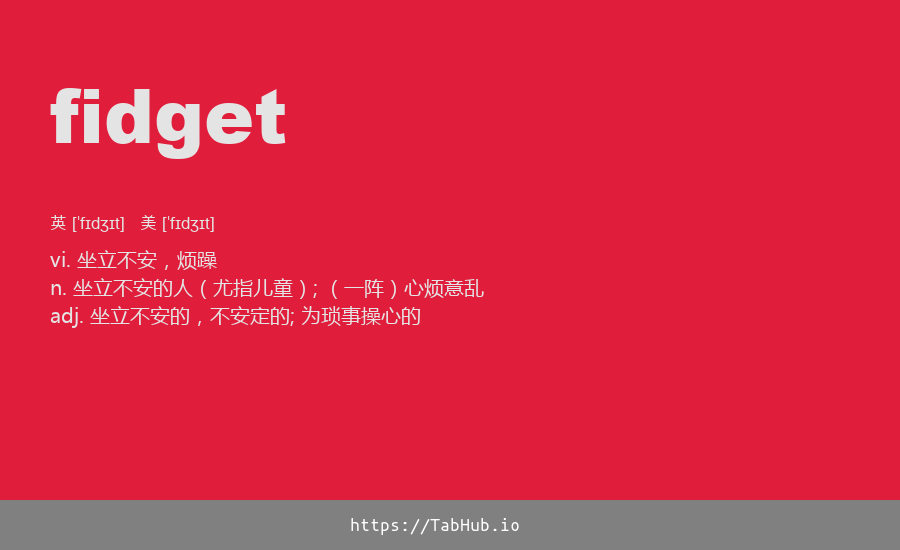 fidget
英 ['fɪdʒɪt] 美 ['fɪdʒɪt]
vi. 坐立不安，烦躁
n. 坐立不安的人（尤指儿童）;（一阵）心烦意乱
adj. 坐立不安的，不安定的; 为琐事操心的
https://TabHub.io